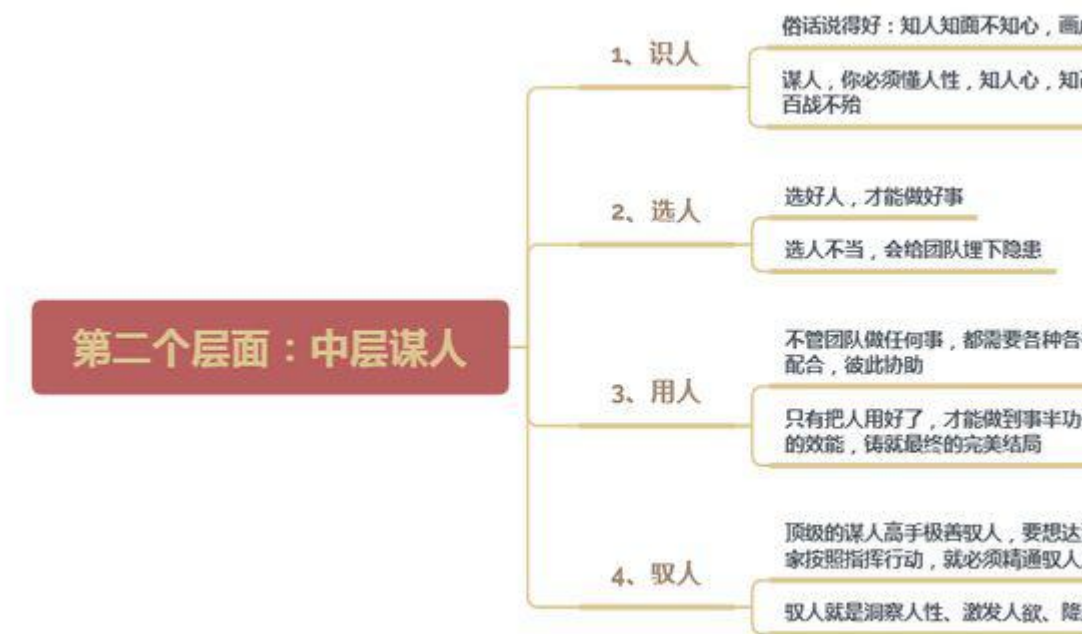 第二个层面：中层谋人
1、识人
俗话说得好：知人知面不知心，画
谋人，你必须懂人性，知人心，知
百战不殆
2、选人
选好人，才能做好事
选人不当，会给团队埋下隐患
3、用人
不管团队做任何事，都需要各种各
配合，彼此协助
只有把人用好了，才能做到事半功
的效能，铸就最终的完美结局
4、驭人
顶级的谋人高手极善驭人，要想达
家按照指挥行动，就必须精通驭人
驭人就是洞察人性、激发人欲、降